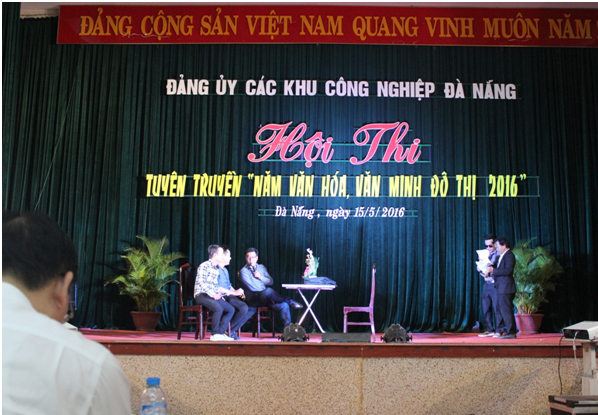 ĐẢNG CỘNG SẢN VIỆT NAM QUANG VINH MUÔN NĂM
ĐẢNG ỦY CÁC KHU CÔNG NGHIỆP ĐÀ NẴNG
Hội Thi
TUYÊN TRUYỀN "NĂM VĂN HÓA, VĂN MINH ĐÔ THỊ 2016"
Đà Nẵng, ngày 15/5/2016